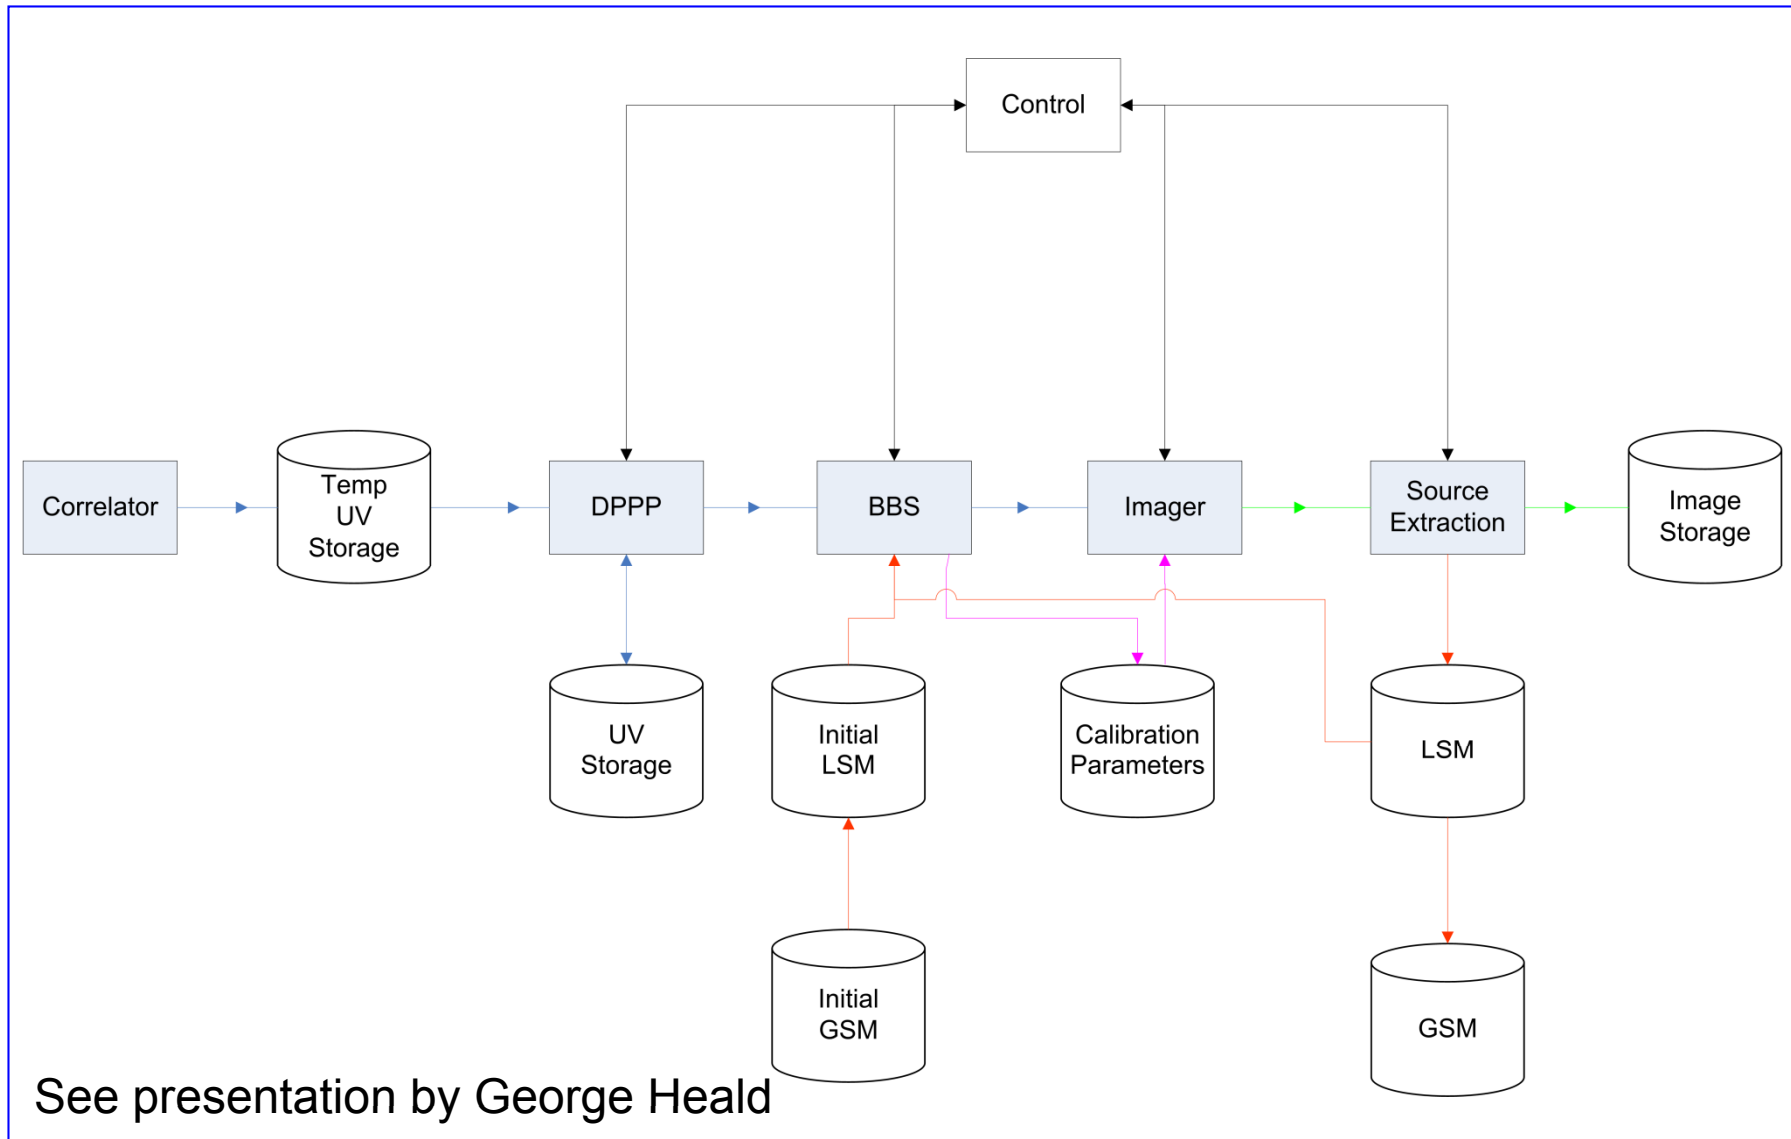 Control
Correlator
Temp
UV
Storage
DPPP
BBS
Imager
Source
Extraction
Image
Storage
UV
Storage
Initial
LSM
Calibration
Parameters
LSM
Initial
GSM
GSM
See presentation by George Heald